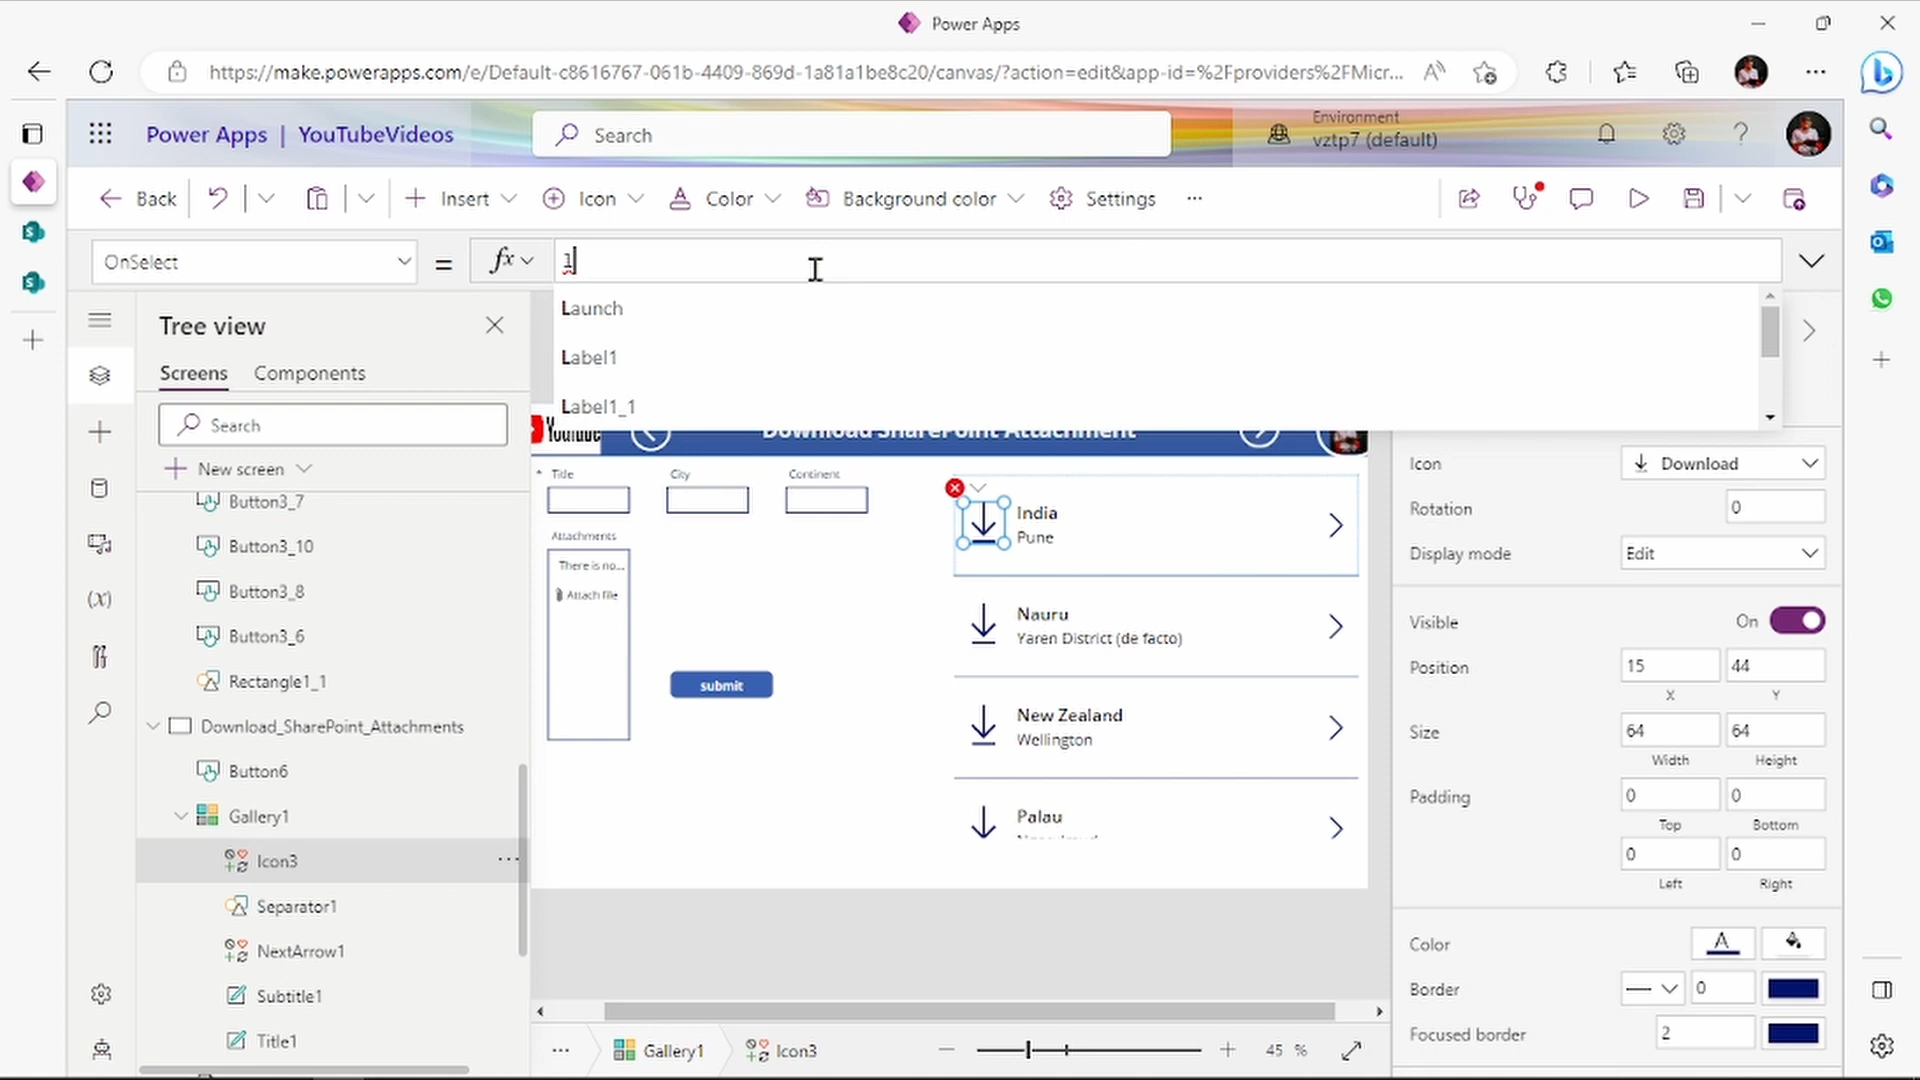 Power Apps
https://make.powerapps.com/e/Default-c8616767-061b-4409-869d-1a81a1be8c20/canvas/?action=edit&app-id=%2Fproviders%2FMicr...
Power Apps | YouTubeVideos
Search
Environment
vztp7 (default)
Back
Insert
Icon
Color
Background color
Settings
OnSelect
=
fx
l
Launch
Label1
Label1_1
Tree view
Screens
Components
Search
New screen
Button3_7
Button3_10
Button3_8
Button3_6
Rectangle1_1
Download_SharePoint_Attachments
Button6
Gallery1
Icon3
Separator1
NextArrow1
Subtitle1
Title1
YouTube
Download SharePoint Attachment
* Title
City
Continent
Attachments
There is no...
Attach file
submit
India
Pune
Nauru
Yaren District (de facto)
New Zealand
Wellington
Palau
Icon
Download
Rotation
0
Display mode
Edit
Visible
On
Position
15
44
X
Y
Size
64
64
Width
Height
Padding
0
0
Top
Bottom
0
0
Left
Right
Color
Border
0
Focused border
2
Gallery1
Icon3
45 %